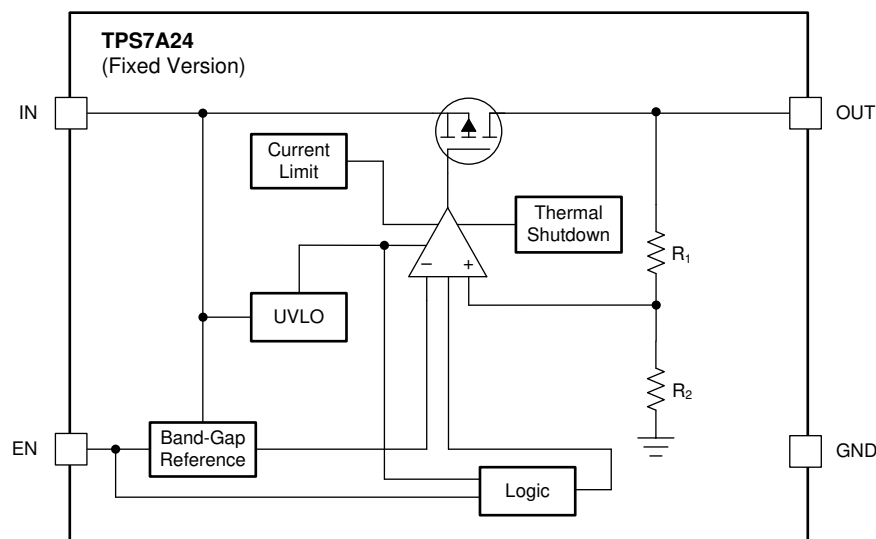 TPS7A24
(Fixed Version)
IN
OUT
Current
Limit
Thermal
Shutdown
– +
R1
UVLO
R2
EN
Band-Gap
Reference
GND
Logic